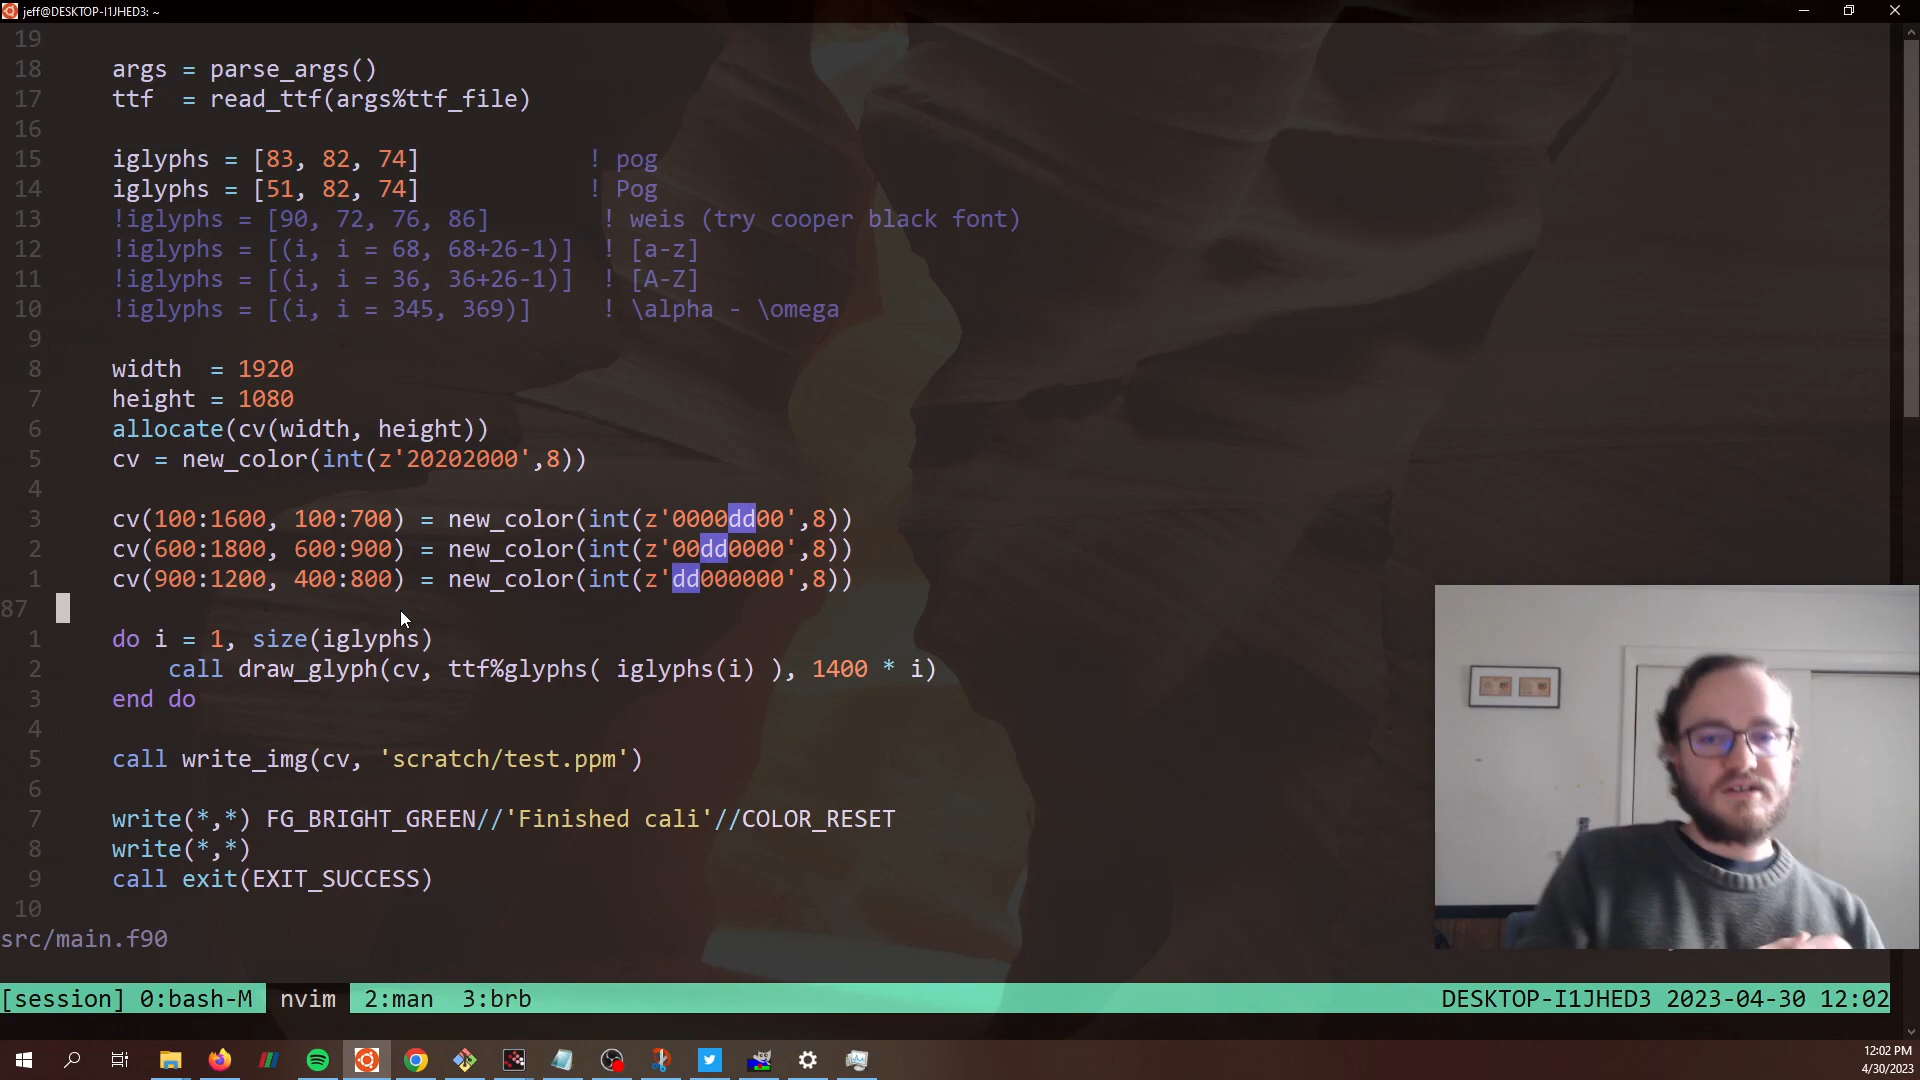 jeff@DESKTOP-I1JHED3: ~
19
18 args = parse_args()
17 ttf = read_ttf(args%ttf_file)
16
15 iglyphs = [83, 82, 74] ! pog
14 iglyphs = [51, 82, 74] ! Pog
13 !iglyphs = [90, 72, 76, 86] ! weis (try cooper black font)
12 !iglyphs = [(i, i = 68, 68+26-1)] ! [a-z]
11 !iglyphs = [(i, i = 36, 36+26-1)] ! [A-Z]
10 !iglyphs = [(i, i = 345, 369)] ! \alpha - \omega
9
8 width = 1920
7 height = 1080
6 allocate(cv(width, height))
5 cv = new_color(int(z'20202000',8))
4
3 cv(100:1600, 100:700) = new_color(int(z'0000dd00',8))
2 cv(600:1800, 600:900) = new_color(int(z'00dd0000',8))
1 cv(900:1200, 400:800) = new_color(int(z'dd000000',8))
87
1 do i = 1, size(iglyphs)
2 call draw_glyph(cv, ttf%glyphs( iglyphs(i) ), 1400 * i)
3 end do
4
5 call write_img(cv, 'scratch/test.ppm')
6
7 write(*,*) FG_BRIGHT_GREEN//'Finished cali'//COLOR_RESET
8 write(*,*)
9 call exit(EXIT_SUCCESS)
10
src/main.f90
[session] 0:bash-M nvim 2:man 3:brb DESKTOP-I1JHED3 2023-04-30 12:02
12:02 PM
4/30/2023